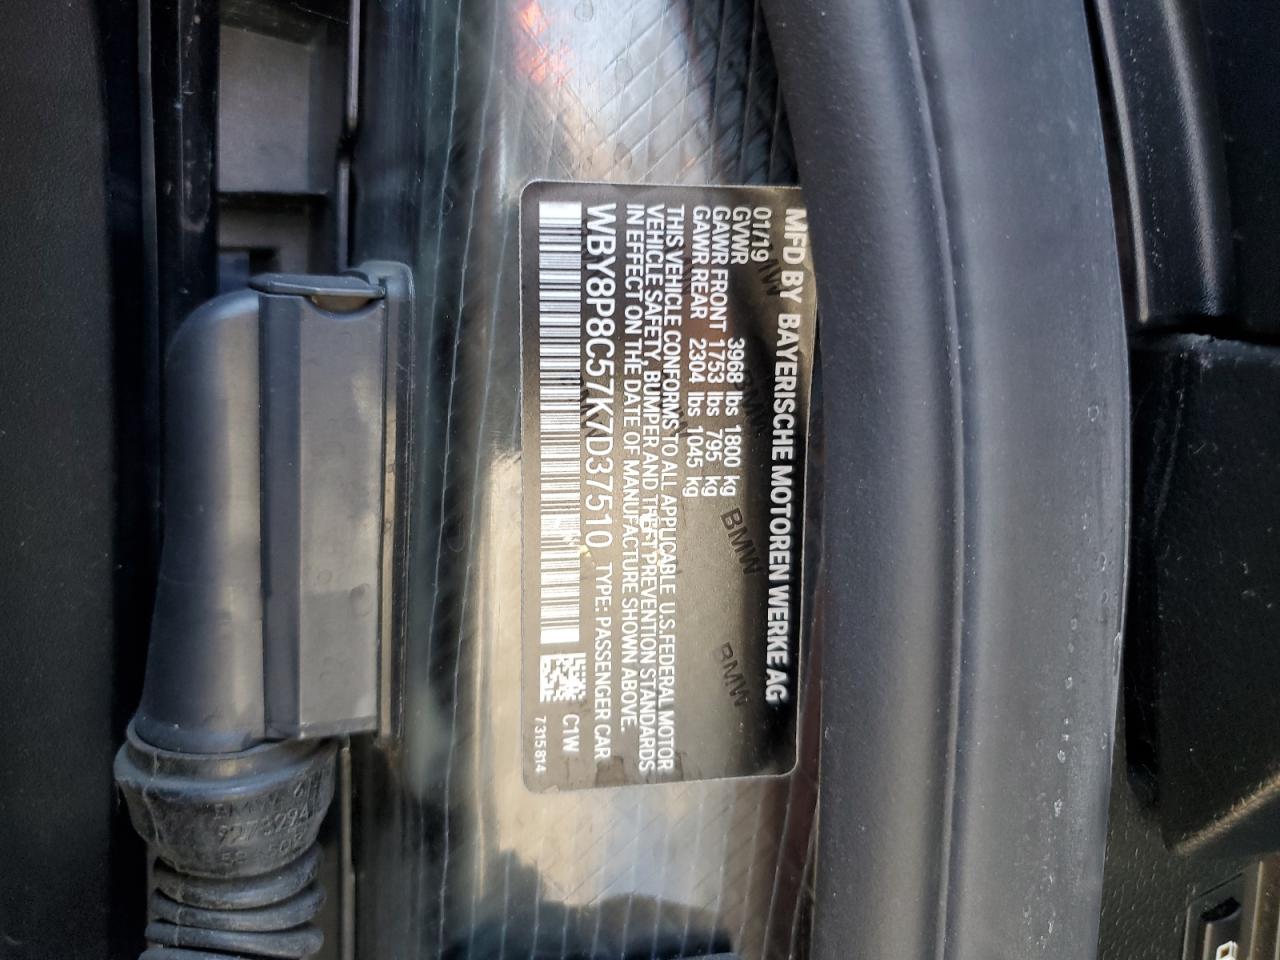 MFD BY BAYERISCHE MOTOREN WERKE AG
01/19
GVWR 3968 lbs 1800 kg
GAWR FRONT 1753 lbs 795 kg
GAWR REAR 2304 lbs 1045 kg
THIS VEHICLE CONFORMS TO ALL APPLICABLE U.S.FEDERAL MOTOR
VEHICLE SAFETY, BUMPER AND THEFT PREVENTION STANDARDS
IN EFFECT ON THE DATE OF MANUFACTURE SHOWN ABOVE.
WBY8P8C57K7D37510 TYPE: PASSENGER CAR
C1W
7315814
BMW
BMW
BMW
BMW